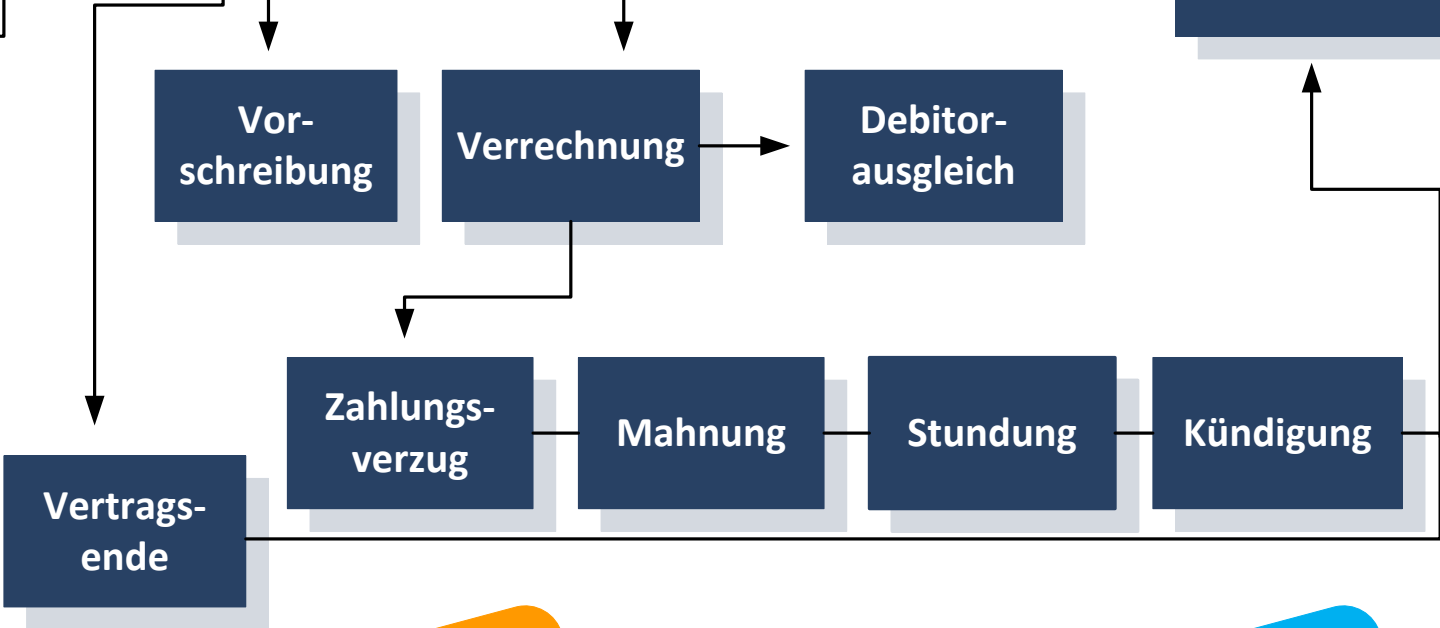 Vor-
schreibung
Verrechnung
Debitor-
ausgleich
Zahlungs-
verzug
Mahnung
Stundung
Kündigung
Vertrags-
ende